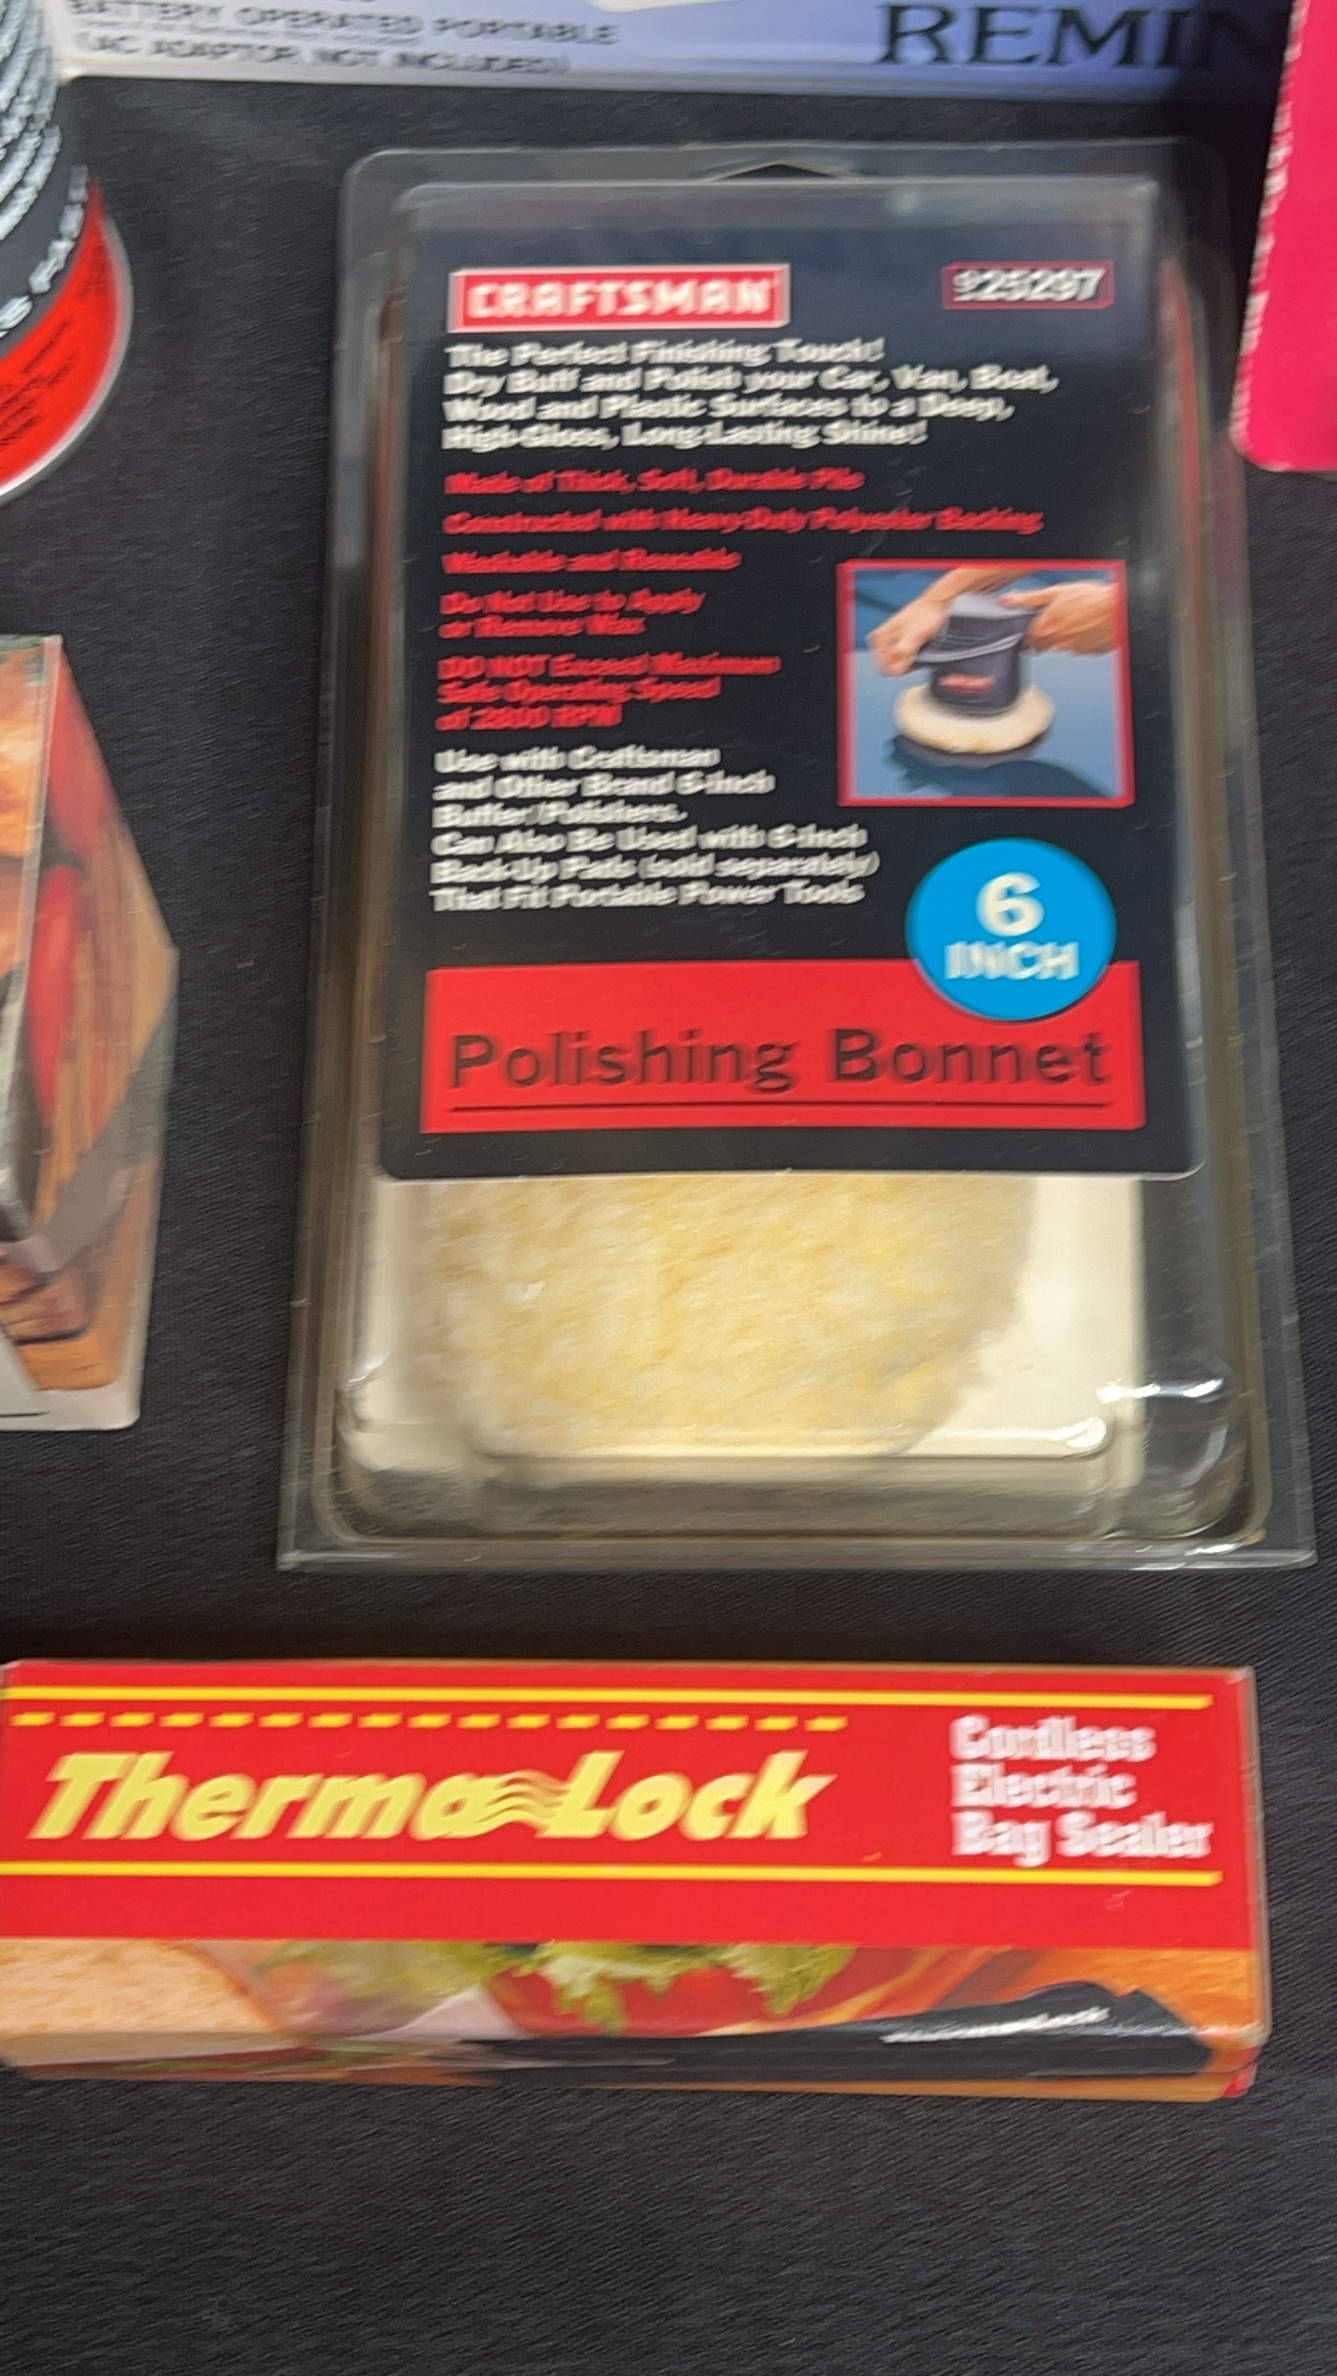 BATTERY OPERATED PORTABLE
(AC ADAPTOR NOT INCLUDED)
REMIN
CRAFTSMAN
925297
The Perfect Finishing Touch!
Dry Buff and Polish your Car, Van, Boat,
Wood and Plastic Surfaces to a Deep,
High-Gloss, Long-Lasting Shine!
Made of Thick, Soft, Durable Pile
Constructed with Heavy-Duty Polyester Backing
Washable and Reusable
Do Not Use to Apply
or Remove Wax
DO NOT Exceed Maximum
Safe Operating Speed
of 2800 RPM
Use with Craftsman
and Other Brand 6-Inch
Buffer/Polishers.
Can Also Be Used with 6-Inch
Back-Up Pads (sold separately)
That Fit Portable Power Tools
6
INCH
Polishing Bonnet
Therma Lock
Cordless
Electric
Bag Sealer